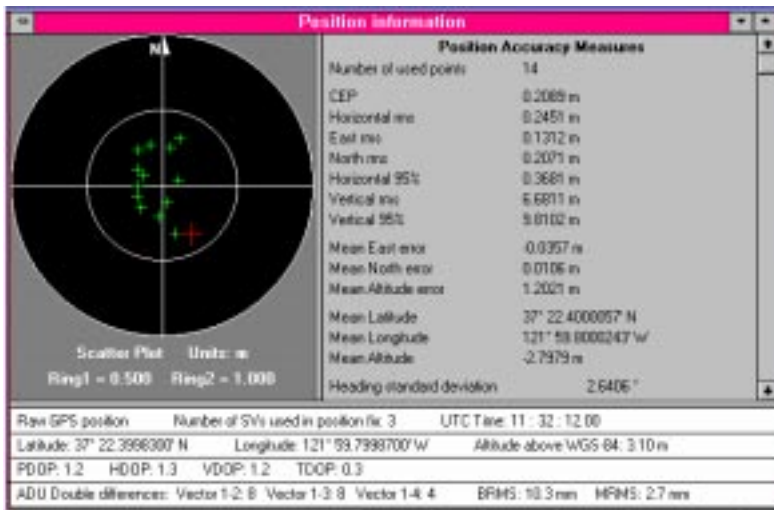 Position information
N
Position Accuracy Measures
Number of used points 14
CEP 0.2089 m
Horizontal rms 0.2451 m
East rms 0.1312 m
North rms 0.2071 m
Horizontal 95% 0.3681 m
Vertical rms 6.6811 m
Vertical 95% 9.8102 m
Mean East error -0.0357 m
Mean North error 0.0106 m
Mean Altitude error 1.2021 m
Mean Latitude 37° 22.4000057' N
Mean Longitude 121° 59.8000243' W
Mean Altitude -2.7979 m
Heading standard deviation 2.6406 °
Scatter Plot Units: m
Ring1 = 0.500 Ring2 = 1.000
Raw GPS position Number of SVs used in position fix: 3 UTC Time: 11 : 32 : 12.00
Latitude: 37° 22.3998300' N Longitude: 121° 59.7998700' W Altitude above WGS-84: 3.10 m
PDOP: 1.2 HDOP: 1.3 VDOP: 1.2 TDOP: 0.3
ADU Double differences: Vector 1-2: 8 Vector 1-3: 8 Vector 1-4: 4 BRMS: 10.3 mm MRMS: 2.7 mm